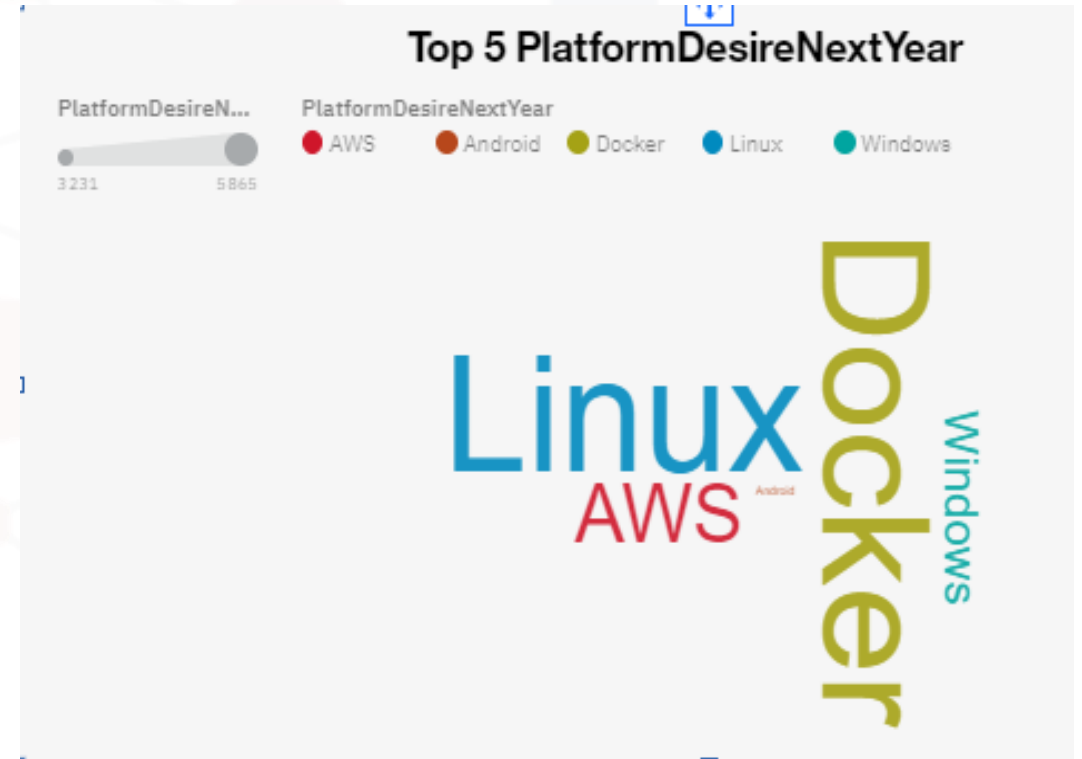 Top 5 PlatformDesireNextYear
PlatformDesireN... PlatformDesireNextYear
AWS Android Docker Linux Windows
3231 5865
Docker
Linux
Windows
AWS
Android